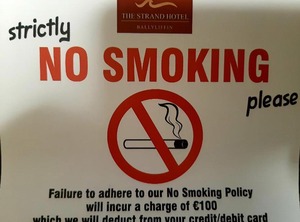 THE STRAND HOTEL
BALLYLIFFIN
strictly
NO SMOKING
please
Failure to adhere to our No Smoking Policy
will incur a charge of €100
which we will deduct from your credit/debit card